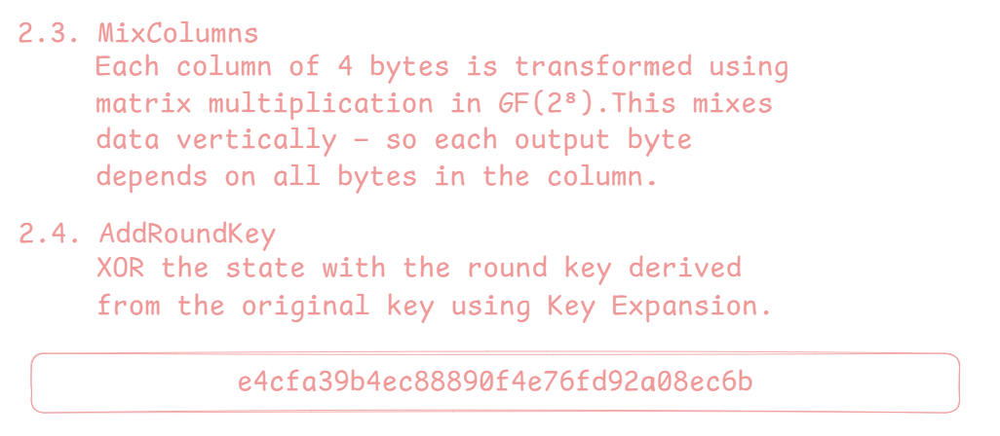 2.3. MixColumns
Each column of 4 bytes is transformed using
matrix multiplication in GF(2⁸).This mixes
data vertically – so each output byte
depends on all bytes in the column.
2.4. AddRoundKey
XOR the state with the round key derived
from the original key using Key Expansion.
e4cfa39b4ec88890f4e76fd92a08ec6b